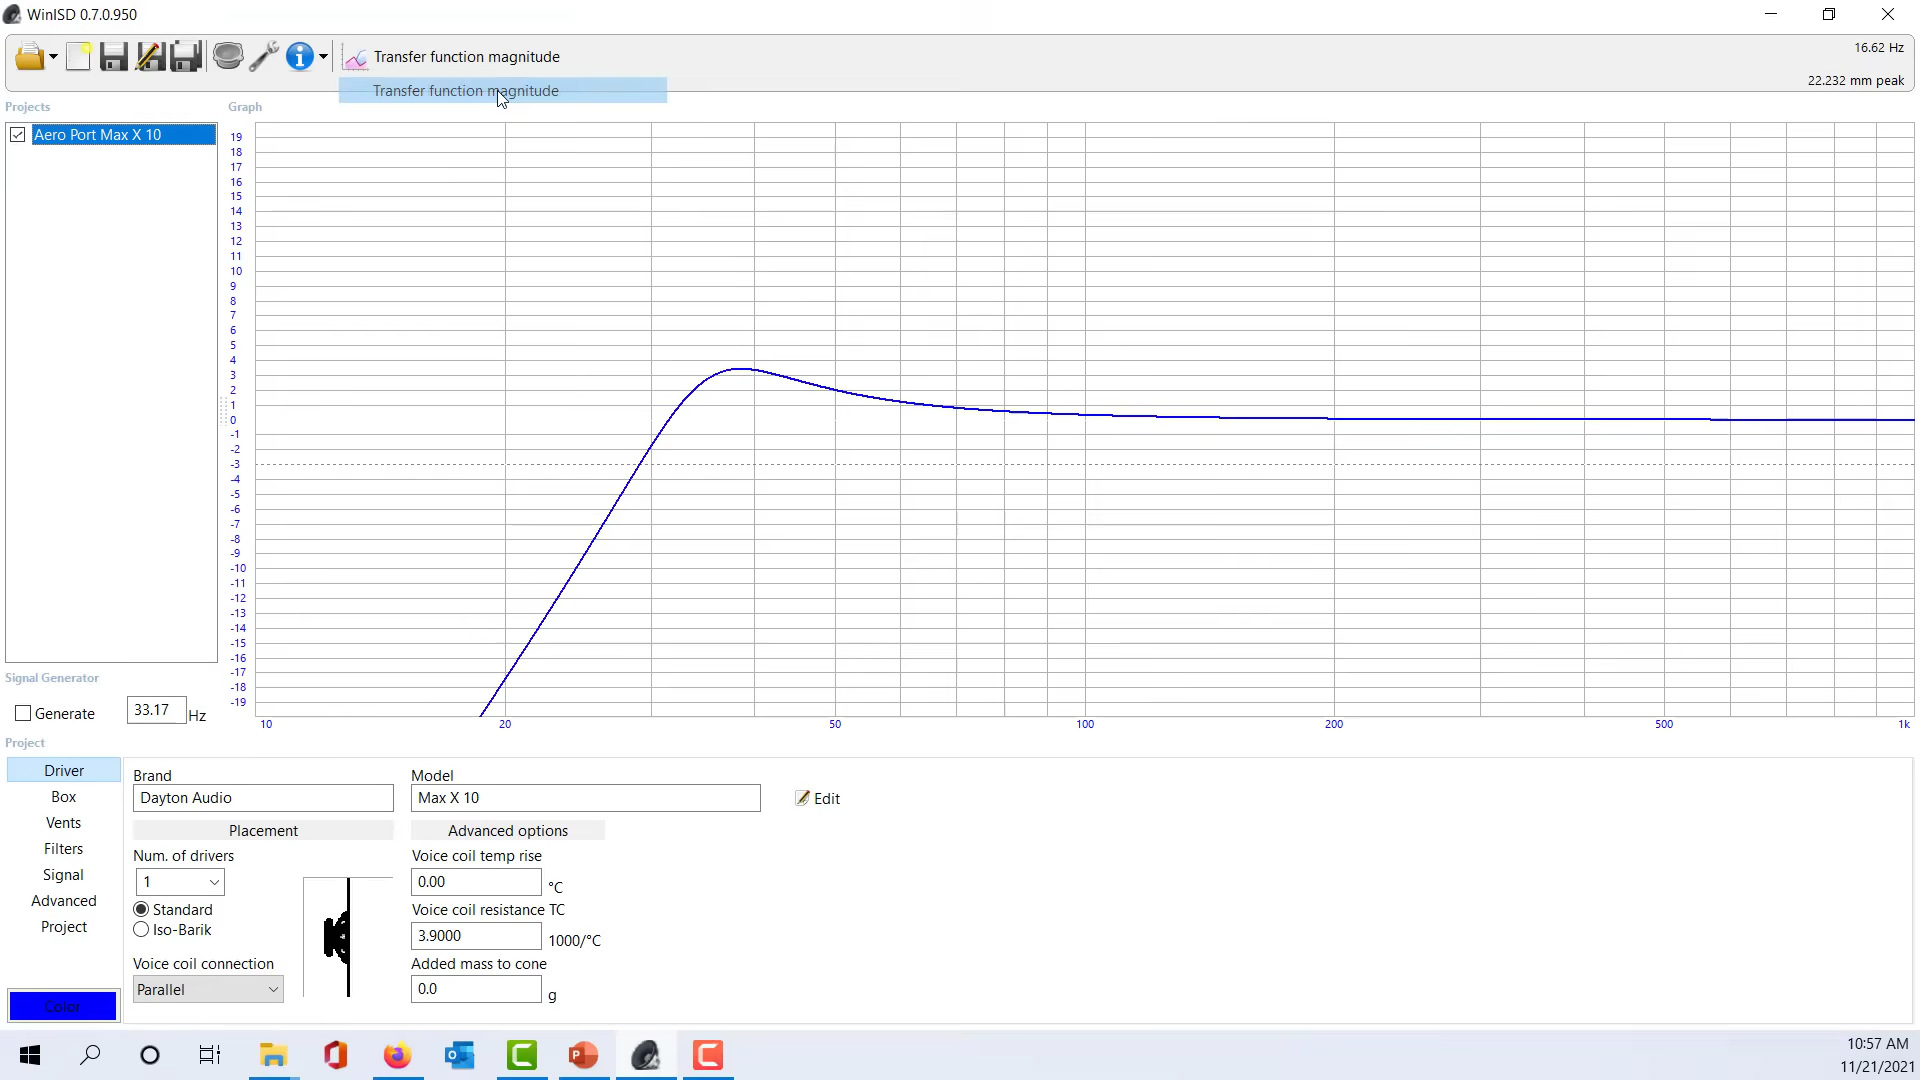 WinISD 0.7.0.950
Transfer function magnitude
16.62 Hz
22.232 mm peak
Transfer function magnitude
Projects
Graph
Aero Port Max X 10
19
18
17
16
15
14
13
12
11
10
9
8
7
6
5
4
3
2
1
0
-1
-2
-3
-4
-5
-6
-7
-8
-9
-10
-11
-12
-13
-14
-15
-16
-17
-18
-19
10 20 50 100 200 500 1k
Signal Generator
Generate 33.17 Hz
Project
Driver
Box
Vents
Filters
Signal
Advanced
Project
Color
Brand
Dayton Audio
Model
Max X 10
Edit
Placement
Num. of drivers
1
Standard
Iso-Barik
Voice coil connection
Parallel
Advanced options
Voice coil temp rise
0.00 °C
Voice coil resistance TC
3.9000 1000/°C
Added mass to cone
0.0 g
10:57 AM
11/21/2021